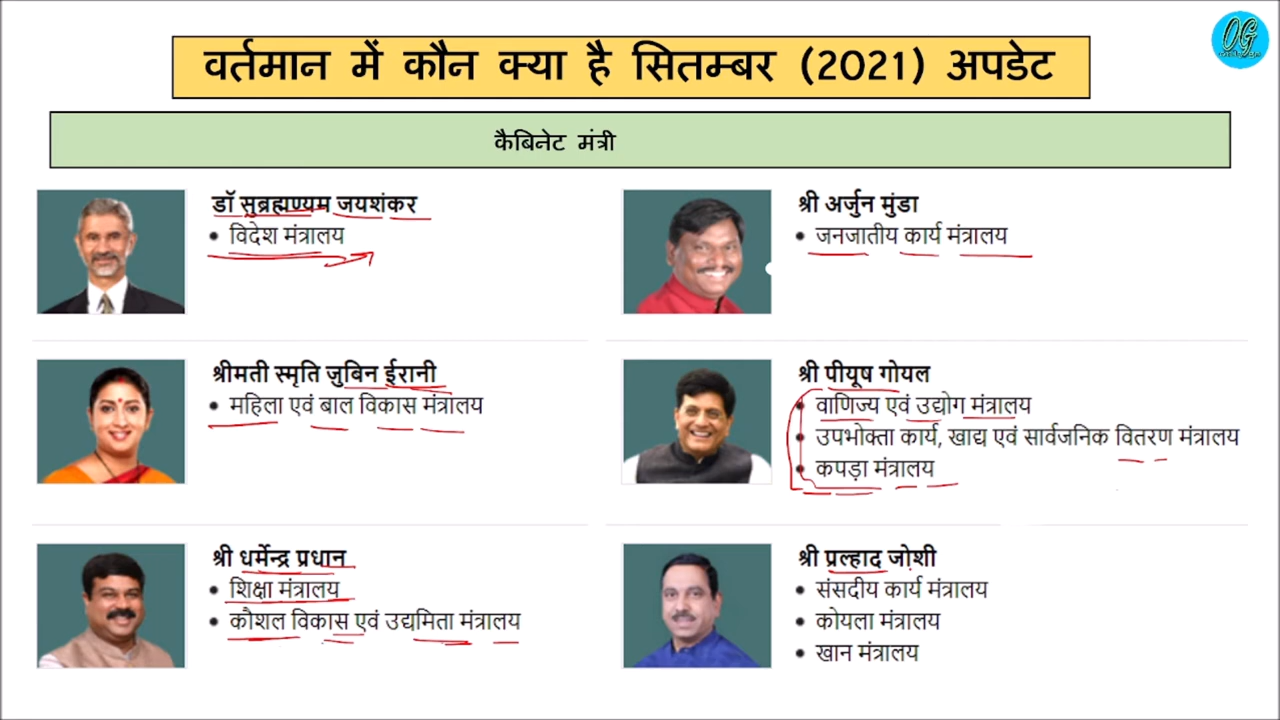 OG
वर्तमान में कौन क्या है सितम्बर (2021) अपडेट
कैबिनेट मंत्री
डॉ सुब्रह्मण्यम जयशंकर
• विदेश मंत्रालय
श्री अर्जुन मुंडा
• जनजातीय कार्य मंत्रालय
श्रीमती स्मृति जुबिन ईरानी
• महिला एवं बाल विकास मंत्रालय
श्री पीयूष गोयल
• वाणिज्य एवं उद्योग मंत्रालय
• उपभोक्ता कार्य, खाद्य एवं सार्वजनिक वितरण मंत्रालय
• कपड़ा मंत्रालय
श्री धर्मेन्द्र प्रधान
• शिक्षा मंत्रालय
• कौशल विकास एवं उद्यमिता मंत्रालय
श्री प्रल्हाद जोशी
• संसदीय कार्य मंत्रालय
• कोयला मंत्रालय
• खान मंत्रालय